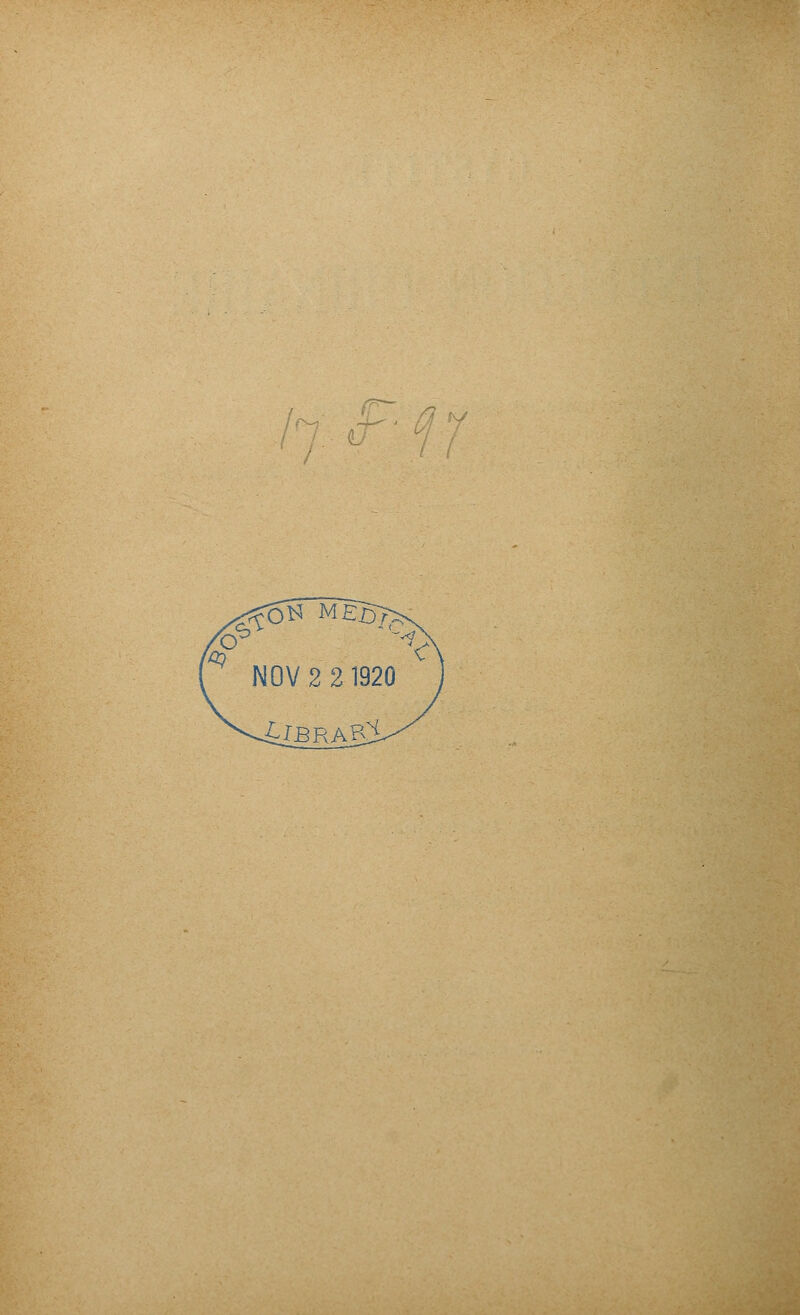 17. F. 97
BOSTON MEDICAL
NOV 22 1920
LIBRARY